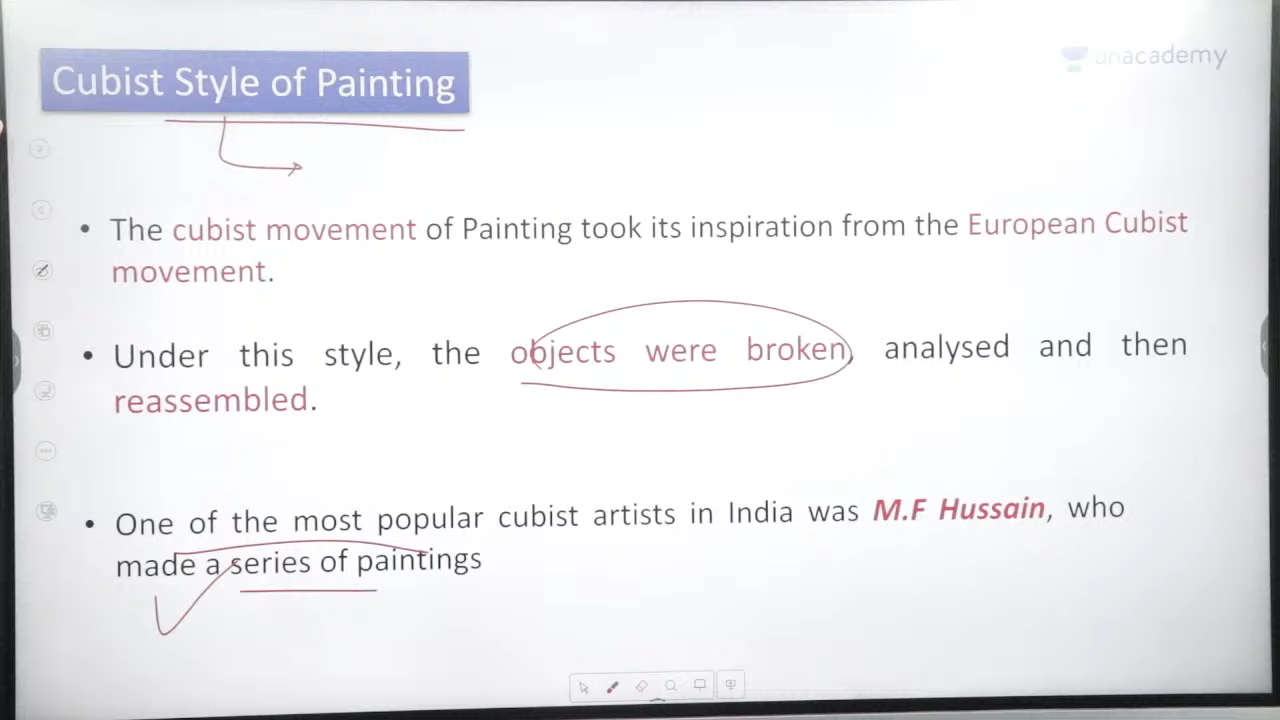 Cubist Style of Painting
unacademy
• The cubist movement of Painting took its inspiration from the European Cubist
movement.
• Under this style, the objects were broken, analysed and then
reassembled.
• One of the most popular cubist artists in India was M.F Hussain, who
made a series of paintings